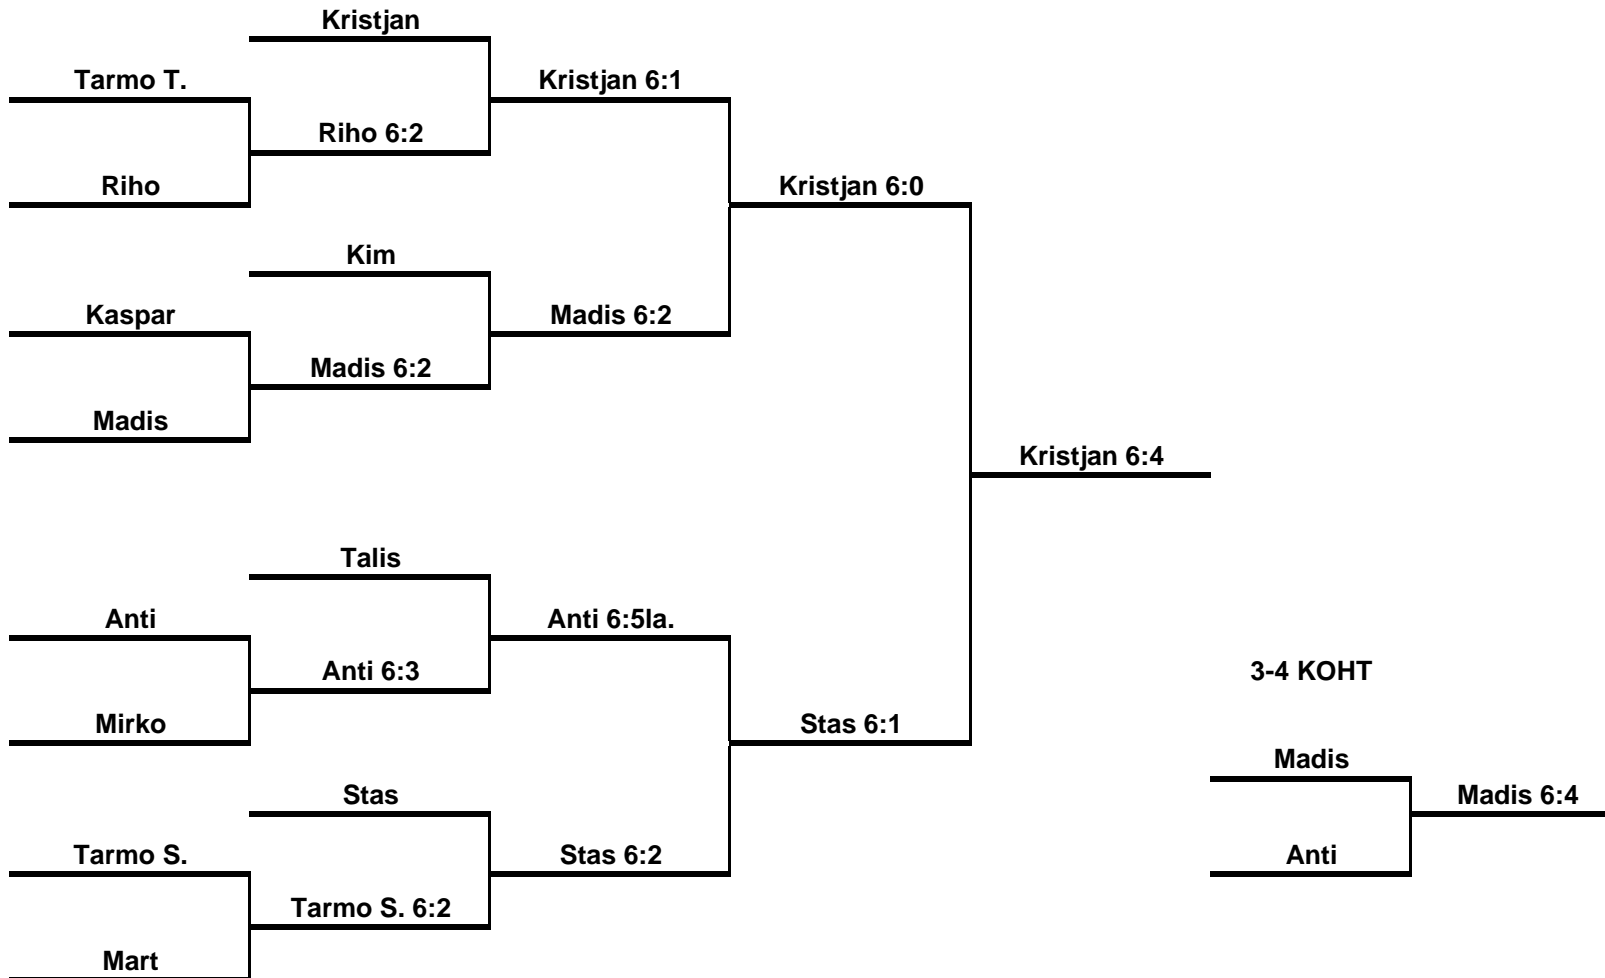 Kristjan
Tarmo T.
Kristjan 6:1
Riho 6:2
Riho
Kristjan 6:0
Kim
Kaspar
Madis 6:2
Madis 6:2
Madis
Kristjan 6:4
Talis
Anti
Anti 6:5la.
Anti 6:3
3-4 KOHT
Mirko
Stas 6:1
Madis
Stas
Madis 6:4
Tarmo S.
Stas 6:2
Anti
Tarmo S. 6:2
Mart